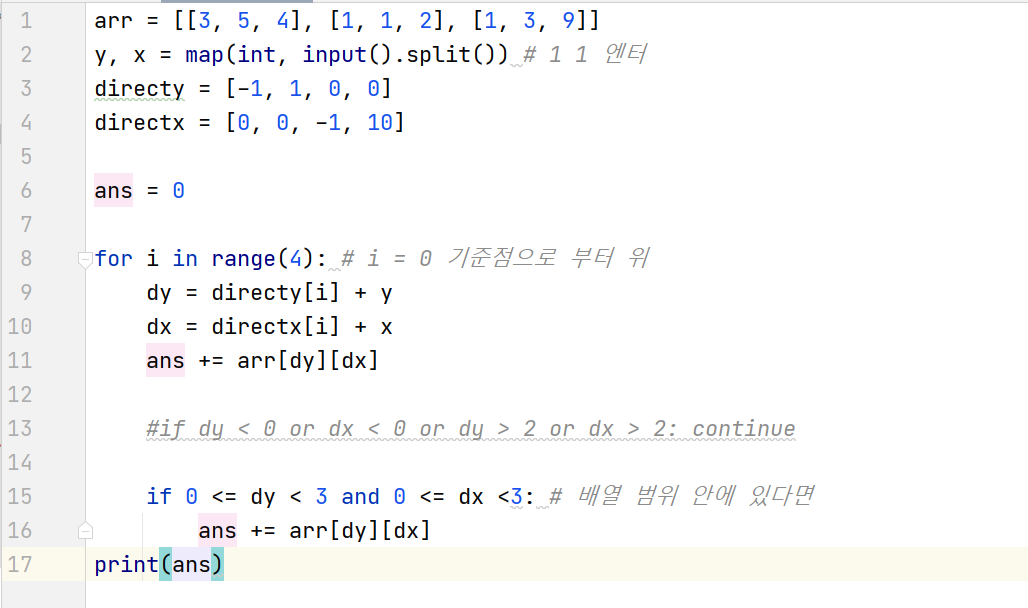 1 arr = [[3, 5, 4], [1, 1, 2], [1, 3, 9]]
2 y, x = map(int, input().split()) # 1 1 엔터
3 directy = [-1, 1, 0, 0]
4 directx = [0, 0, -1, 10]
5
6 ans = 0
7
8 for i in range(4): # i = 0 기준점으로 부터 위
9     dy = directy[i] + y
10     dx = directx[i] + x
11     ans += arr[dy][dx]
12
13     #if dy < 0 or dx < 0 or dy > 2 or dx > 2: continue
14
15     if 0 <= dy < 3 and 0 <= dx <3: # 배열 범위 안에 있다면
16         ans += arr[dy][dx]
17 print(ans)